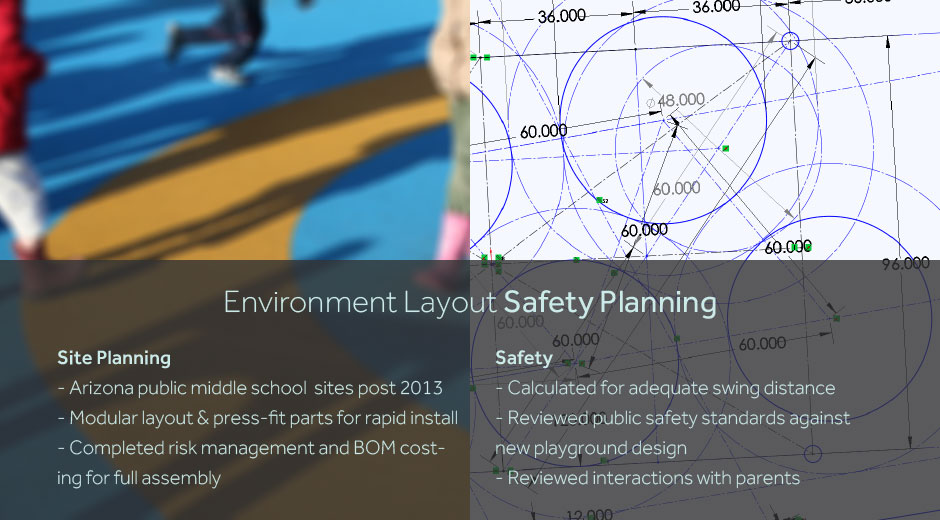 36.000
36.000
⌀ 48.000
60.000
60.000
60.000
60.000
96.000
Environment Layout Safety Planning
60.000
60.000
60.000
Site Planning
- Arizona public middle school sites post 2013
- Modular layout & press-fit parts for rapid install
- Completed risk management and BOM cost-
ing for full assembly
Safety
- Calculated for adequate swing distance
- Reviewed public safety standards against
new playground design
- Reviewed interactions with parents
12.000